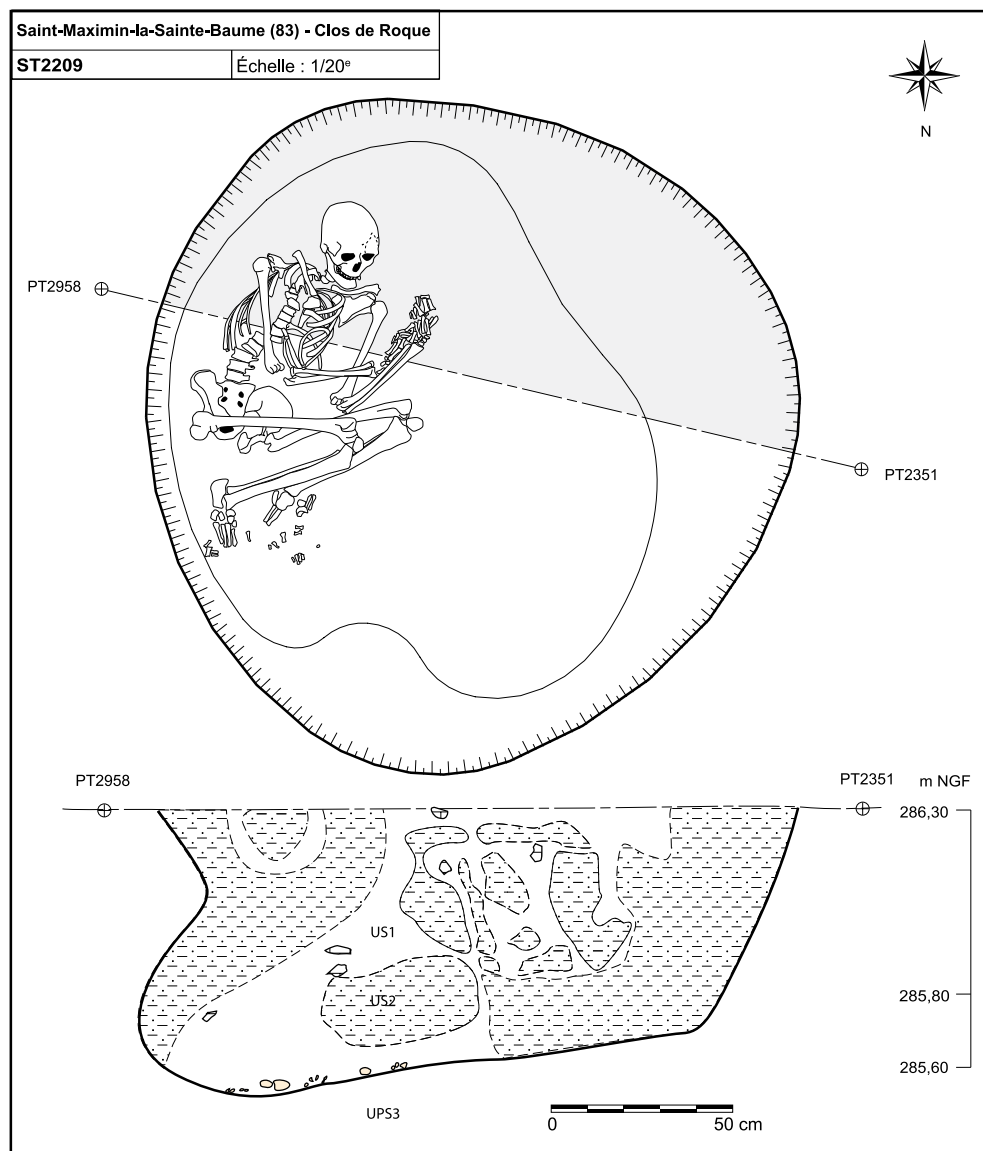 Saint-Maximin-la-Sainte-Baume (83) - Clos de Roque
ST2209 Échelle : 1/20ᵉ
N
PT2958
PT2351
PT2958 PT2351 m NGF
286,30
US1
US2
285,80
285,60
UPS3
0 50 cm